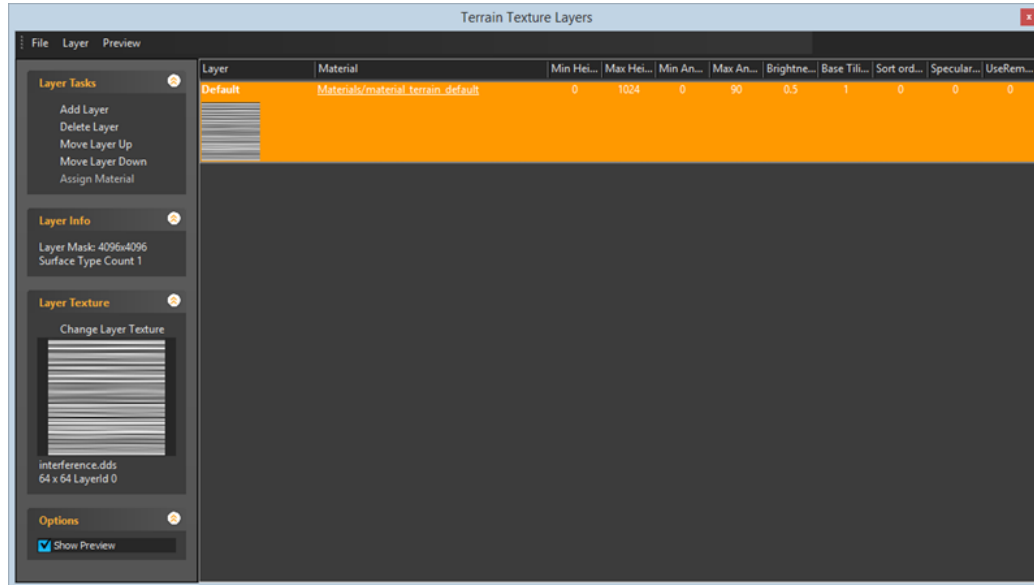 Terrain Texture Layers
x
File Layer Preview
Layer Tasks
Add Layer
Delete Layer
Move Layer Up
Move Layer Down
Assign Material
Layer Info
Layer Mask: 4096x4096
Surface Type Count 1
Layer Texture
Change Layer Texture
interference.dds
64 x 64 LayerId 0
Options
Show Preview
Layer Material Min Hei... Max Hei... Min An... Max An... Brightne... Base Tili... Sort ord... Specular... UseRem...
Default Materials/material_terrain_default 0 1024 0 90 0.5 1 0 0 0